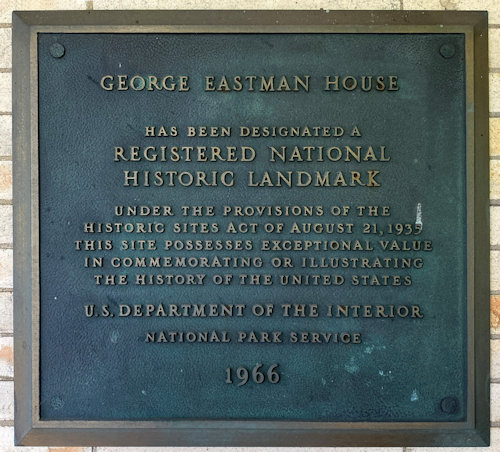 GEORGE EASTMAN HOUSE
HAS BEEN DESIGNATED A
REGISTERED NATIONAL
HISTORIC LANDMARK
UNDER THE PROVISIONS OF THE
HISTORIC SITES ACT OF AUGUST 21, 1935
THIS SITE POSSESSES EXCEPTIONAL VALUE
IN COMMEMORATING OR ILLUSTRATING
THE HISTORY OF THE UNITED STATES
U.S. DEPARTMENT OF THE INTERIOR
NATIONAL PARK SERVICE
1966